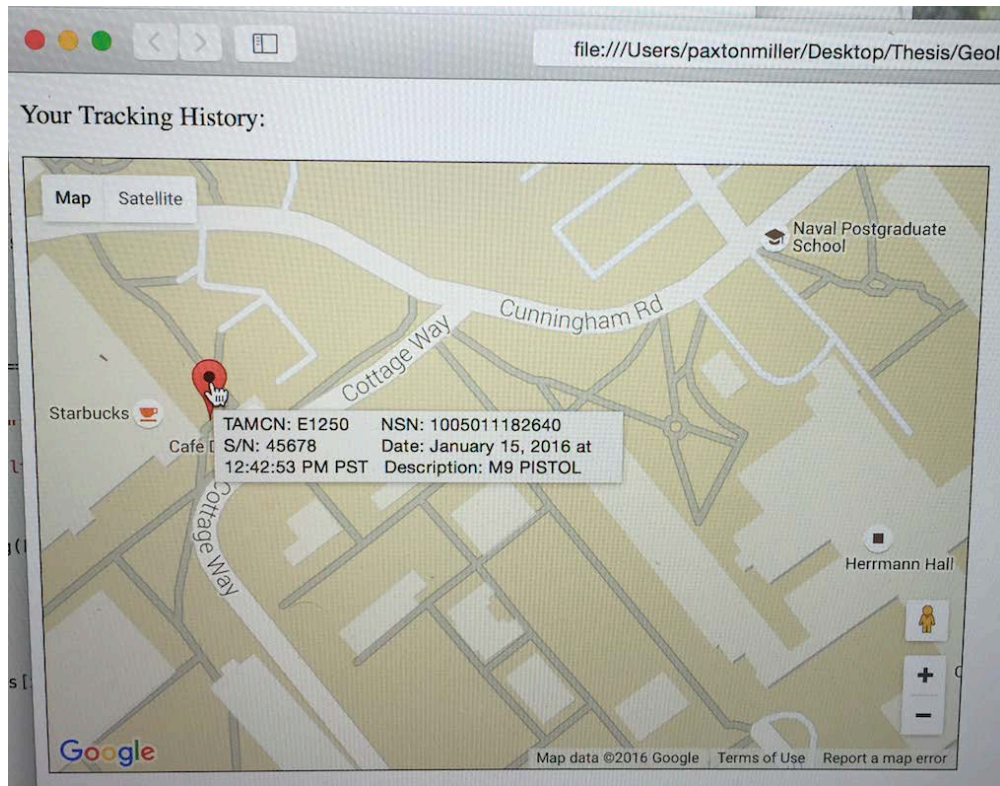 file:///Users/paxtonmiller/Desktop/Thesis/Geol
Your Tracking History:
Map Satellite
Naval Postgraduate
School
Cunningham Rd
Cottage Way
Starbucks
Café
TAMCN: E1250 NSN: 1005011182640
S/N: 45678 Date: January 15, 2016 at
12:42:53 PM PST Description: M9 PISTOL
Cottage Way
Herrmann Hall
+
−
Google
Map data ©2016 Google Terms of Use Report a map error